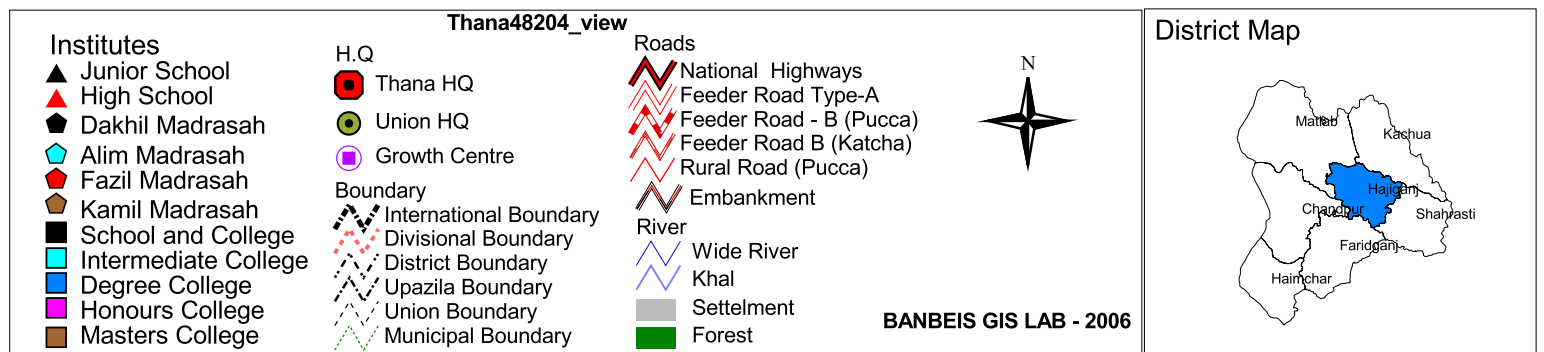 Thana48204_view
Institutes
Junior School
High School
Dakhil Madrasah
Alim Madrasah
Fazil Madrasah
Kamil Madrasah
School and College
Intermediate College
Degree College
Honours College
Masters College
H.Q
Thana HQ
Union HQ
Growth Centre
Boundary
International Boundary
Divisional Boundary
District Boundary
Upazila Boundary
Union Boundary
Municipal Boundary
Roads
National Highways
Feeder Road Type-A
Feeder Road - B (Pucca)
Feeder Road B (Katcha)
Rural Road (Pucca)
Embankment
River
Wide River
Khal
Settelment
Forest
N
BANBEIS GIS LAB - 2006
District Map
Matlab
Kachua
Hajiganj
Chandpur
Shahrasti
Faridganj
Haimchar